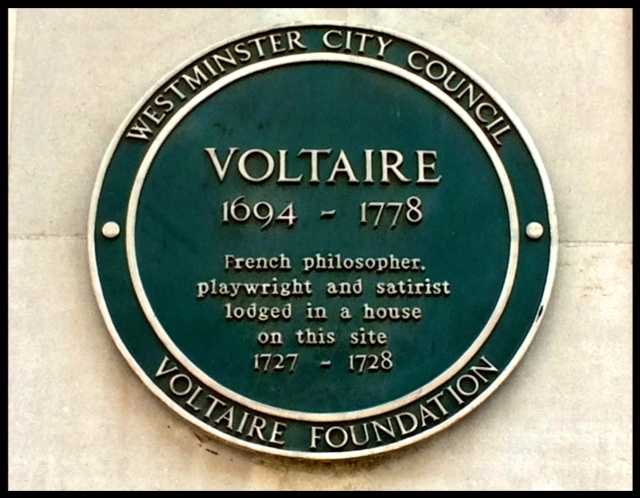 WESTMINSTER CITY COUNCIL
VOLTAIRE
1694 - 1778
French philosopher,
playwright and satirist
lodged in a house
on this site
1727 - 1728
VOLTAIRE FOUNDATION